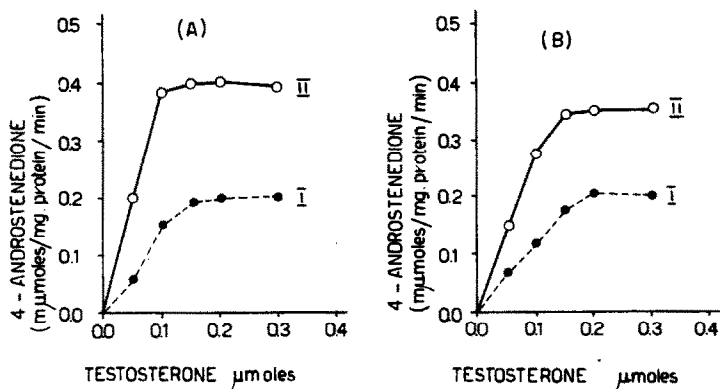 (A)
4 - ANDROSTENEDIONE
(mµmoles/mg. protein/min)
0.5
0.4
0.3
0.2
0.1
0.0
II
I
0.0 0.1 0.2 0.3 0.4
TESTOSTERONE µmoles
(B)
4 - ANDROSTENEDIONE
(mµmoles/mg. protein/min)
0.5
0.4
0.3
0.2
0.1
0.0
II
I
0.0 0.1 0.2 0.3 0.4
TESTOSTERONE µmoles